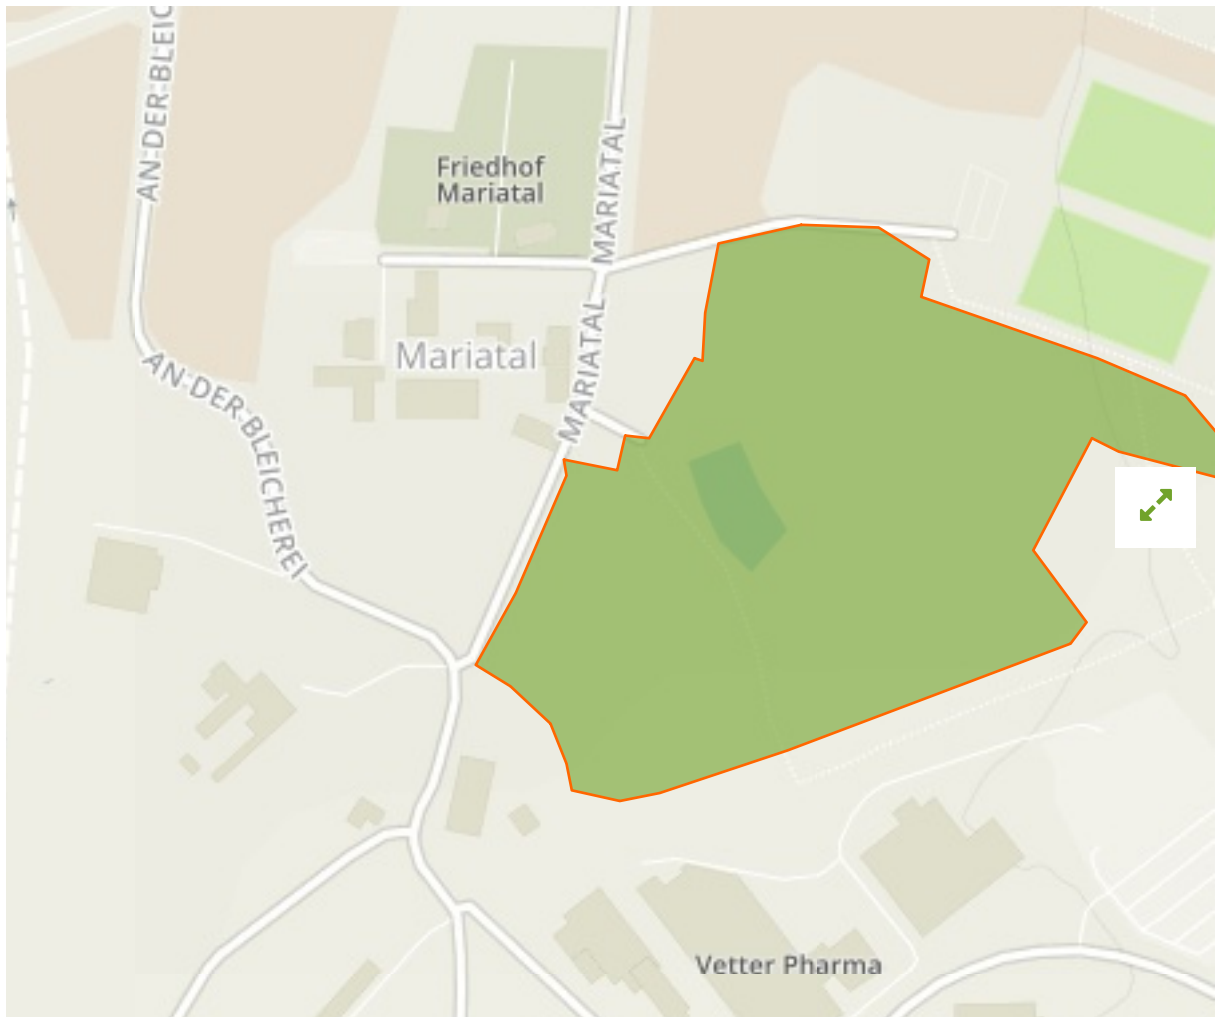 AN-DER-BLEIC
MARIATAL
Friedhof
Mariatal
MARIATAL
Mariatal
AN-DER-BLEICHEREI
Vetter Pharma